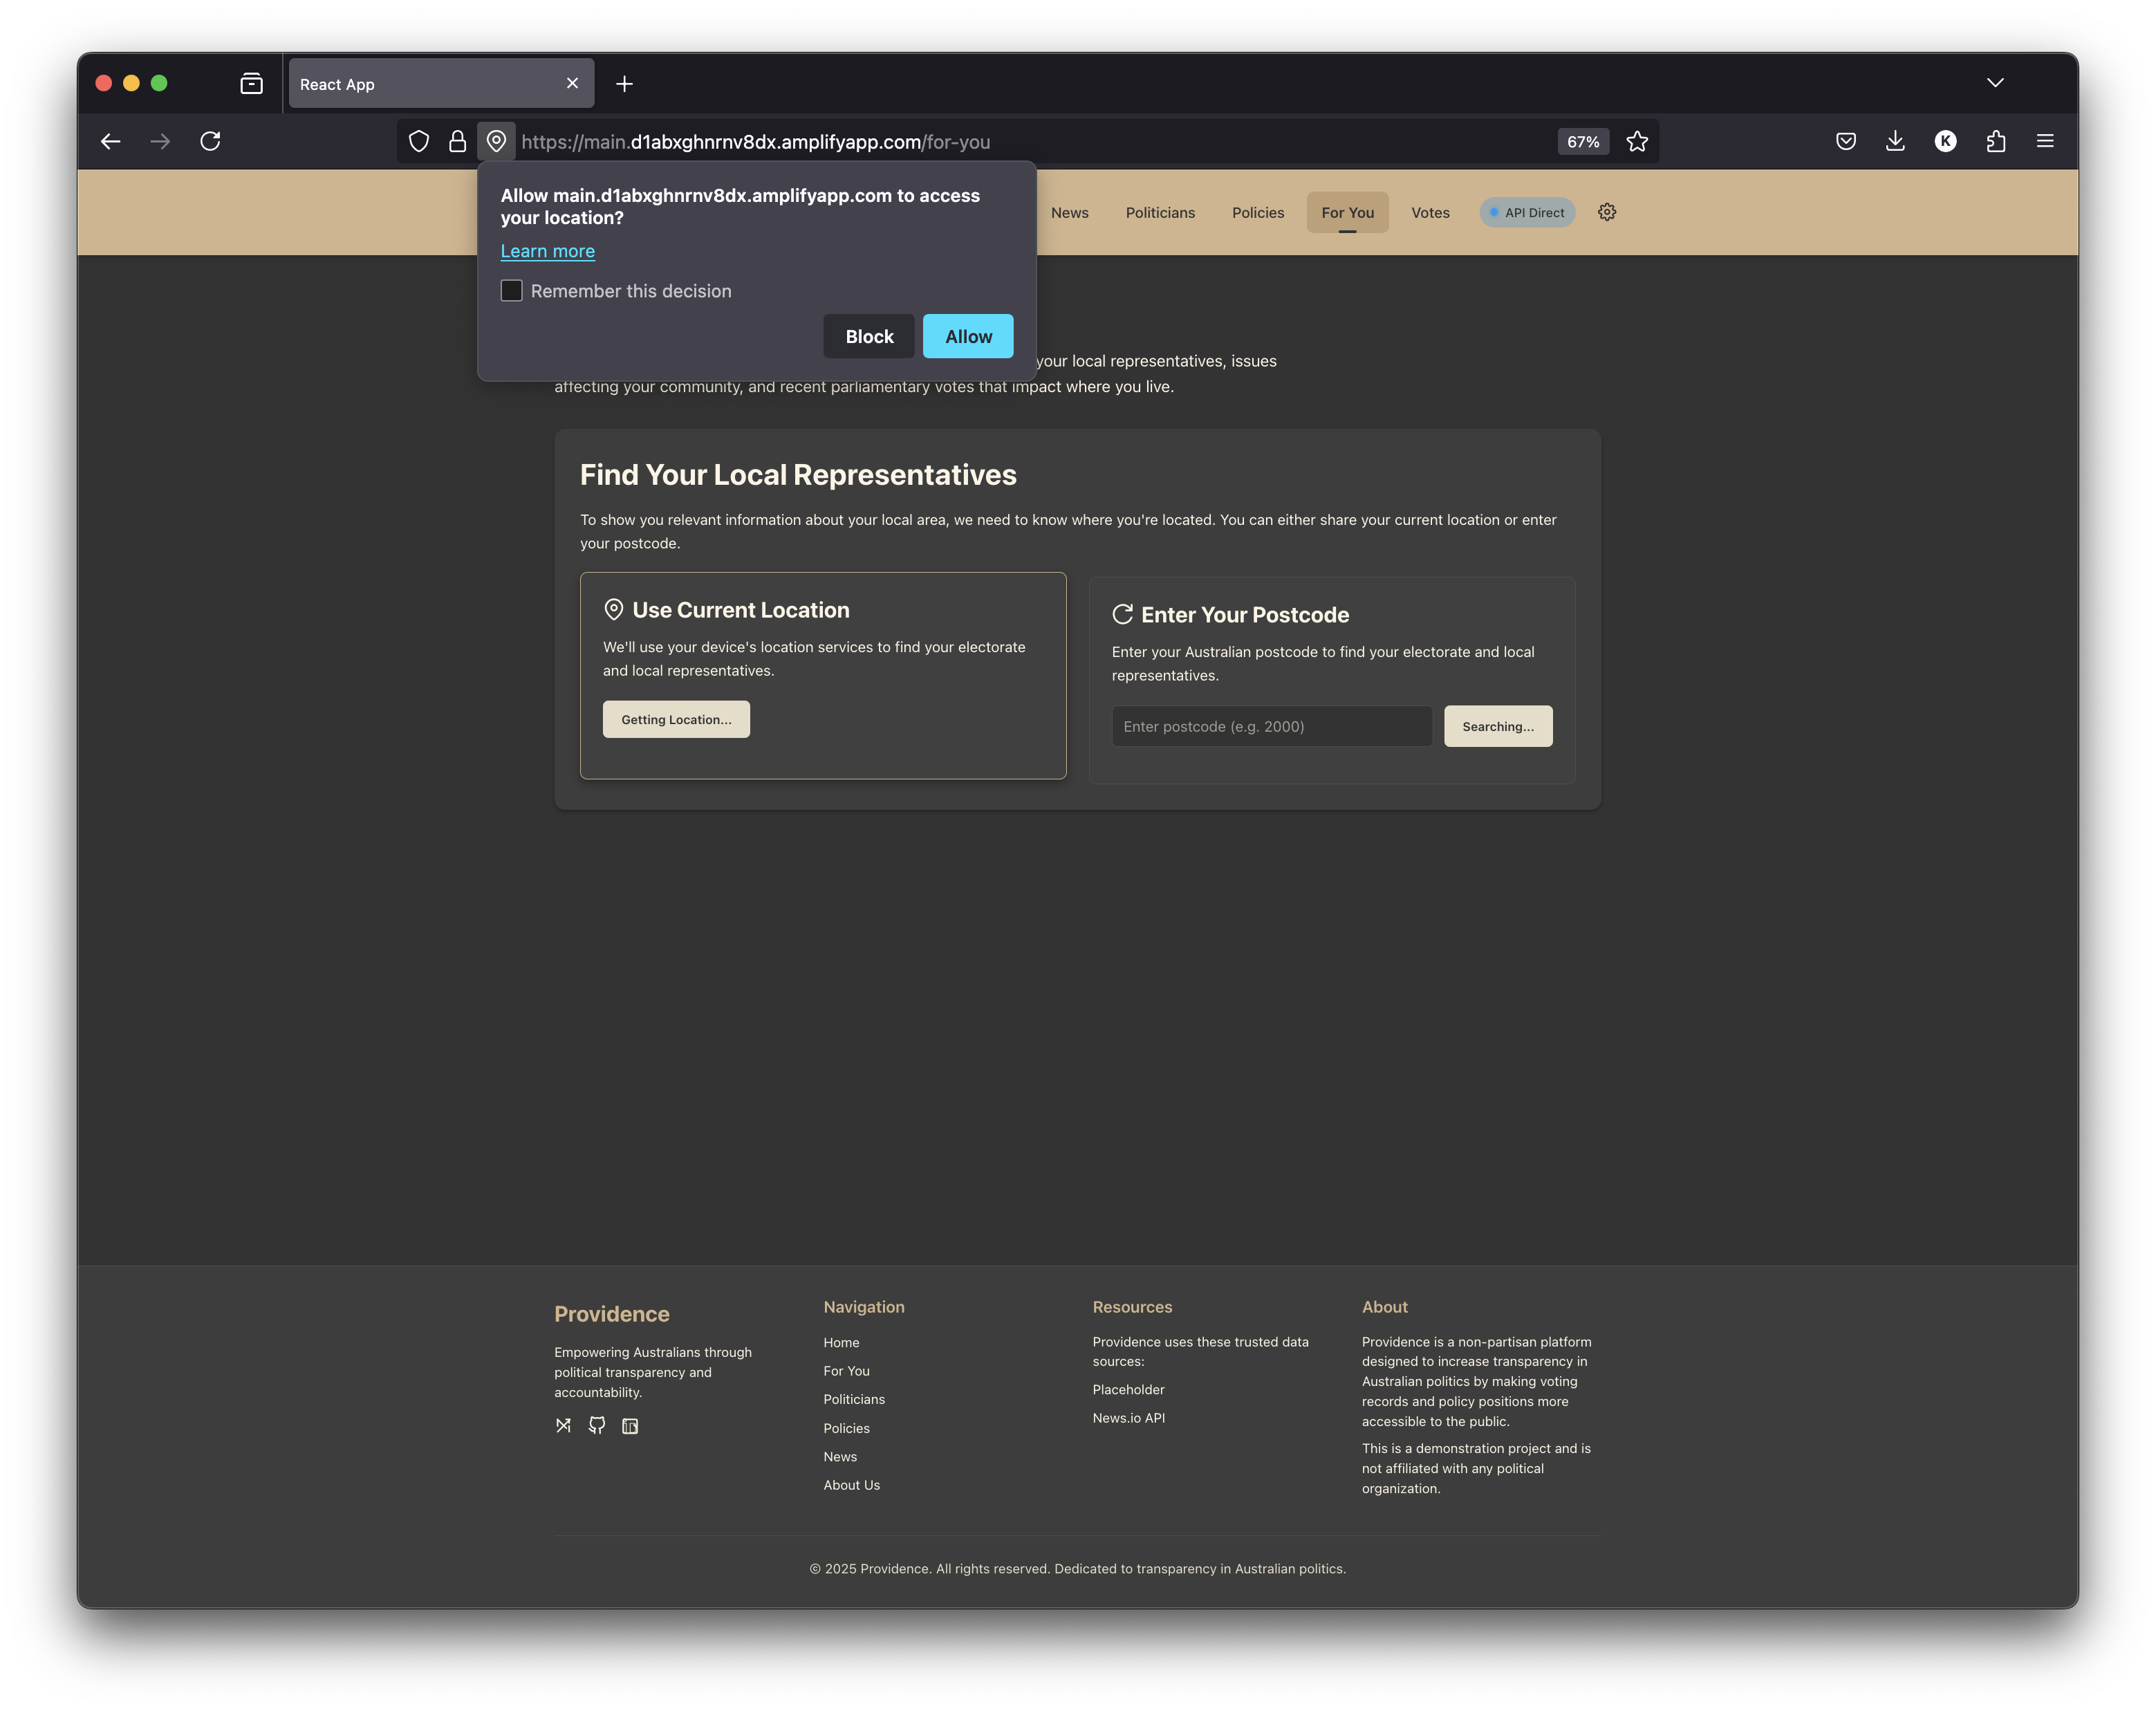 React App
https://main.d1abxghnrnv8dx.amplifyapp.com/for-you
67%
K
Allow main.d1abxghnrnv8dx.amplifyapp.com to access
your location?
Learn more
Remember this decision
Block
Allow
News
Politicians
Policies
For You
Votes
API Direct
your local representatives, issues
affecting your community, and recent parliamentary votes that impact where you live.
Find Your Local Representatives
To show you relevant information about your local area, we need to know where you're located. You can either share your current location or enter
your postcode.
Use Current Location
We'll use your device's location services to find your electorate
and local representatives.
Getting Location...
Enter Your Postcode
Enter your Australian postcode to find your electorate and local
representatives.
Enter postcode (e.g. 2000)
Searching...
Providence
Empowering Australians through
political transparency and
accountability.
Navigation
Home
For You
Politicians
Policies
News
About Us
Resources
Providence uses these trusted data
sources:
Placeholder
News.io API
About
Providence is a non-partisan platform
designed to increase transparency in
Australian politics by making voting
records and policy positions more
accessible to the public.
This is a demonstration project and is
not affiliated with any political
organization.
© 2025 Providence. All rights reserved. Dedicated to transparency in Australian politics.